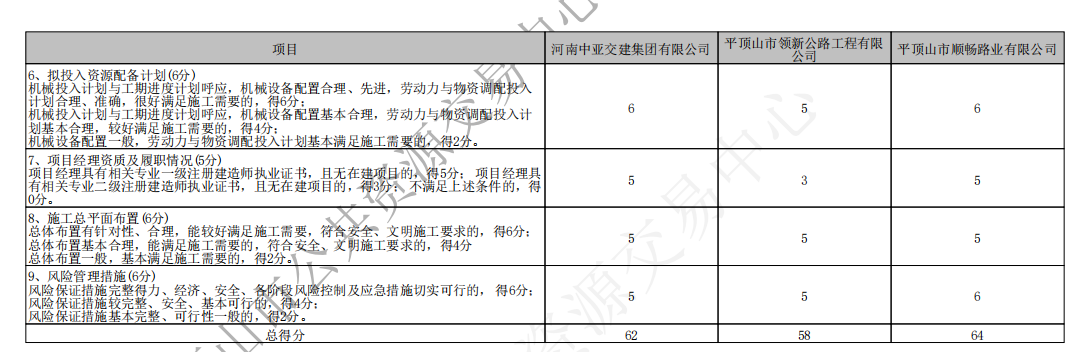 项目 河南中亚交建集团有限公司 平顶山市领新公路工程有限公司 平顶山市顺畅路业有限公司
6、拟投入资源配备计划(6分)
机械投入计划与工期进度计划呼应，机械设备配置合理、先进，劳动力与物资调配投入
计划合理、准确，很好满足施工需要的，得6分；
机械投入计划与工期进度计划呼应，机械设备配置基本合理，劳动力与物资调配投入计
划基本合理，较好满足施工需要的，得4分；
机械设备配置一般，劳动力与物资调配投入计划基本满足施工需要的，得2分。
6 5 6
7、项目经理资质及履职情况(5分)
项目经理具有相关专业一级注册建造师执业证书，且无在建项目的，得5分； 项目经理具
有相关专业二级注册建造师执业证书，且无在建项目的，得3分； 不满足上述条件的，得
0分。
5 3 5
8、施工总平面布置(6分)
总体布置有针对性、合理，能较好满足施工需要，符合安全、文明施工要求的，得6分；
总体布置基本合理，能满足施工需要的，符合安全、文明施工要求的，得4分
总体布置一般，基本满足施工需要的，得2分。
5 5 5
9、风险管理措施(6分)
风险保证措施完整得力、经济、安全、各阶段风险控制及应急措施切实可行的， 得6分；
风险保证措施较完整、安全、基本可行的，得4分；
风险保证措施基本完整、可行性一般的，得2分。
5 5 6
总得分 62 58 64
山市公共资源交易中心
资源交易中心